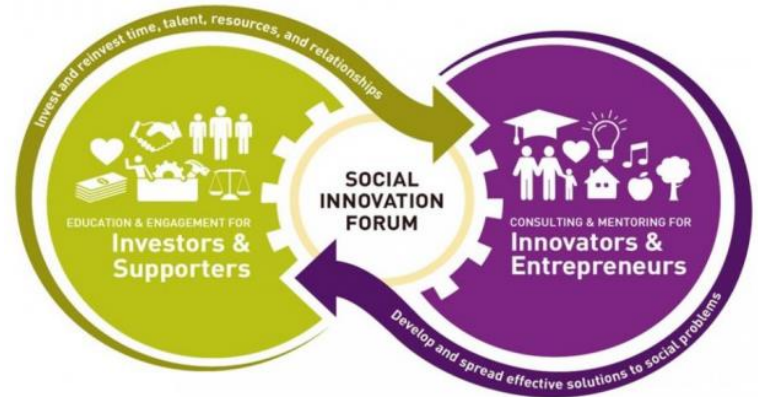 Invest and reinvest time, talent, resources, and relationships
EDUCATION & ENGAGEMENT FOR
Investors &
Supporters
SOCIAL
INNOVATION
FORUM
CONSULTING & MENTORING FOR
Innovators &
Entrepreneurs
Develop and spread effective solutions to social problems